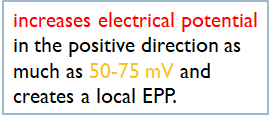 increases electrical potential
in the positive direction as
much as 50-75 mV and
creates a local EPP.